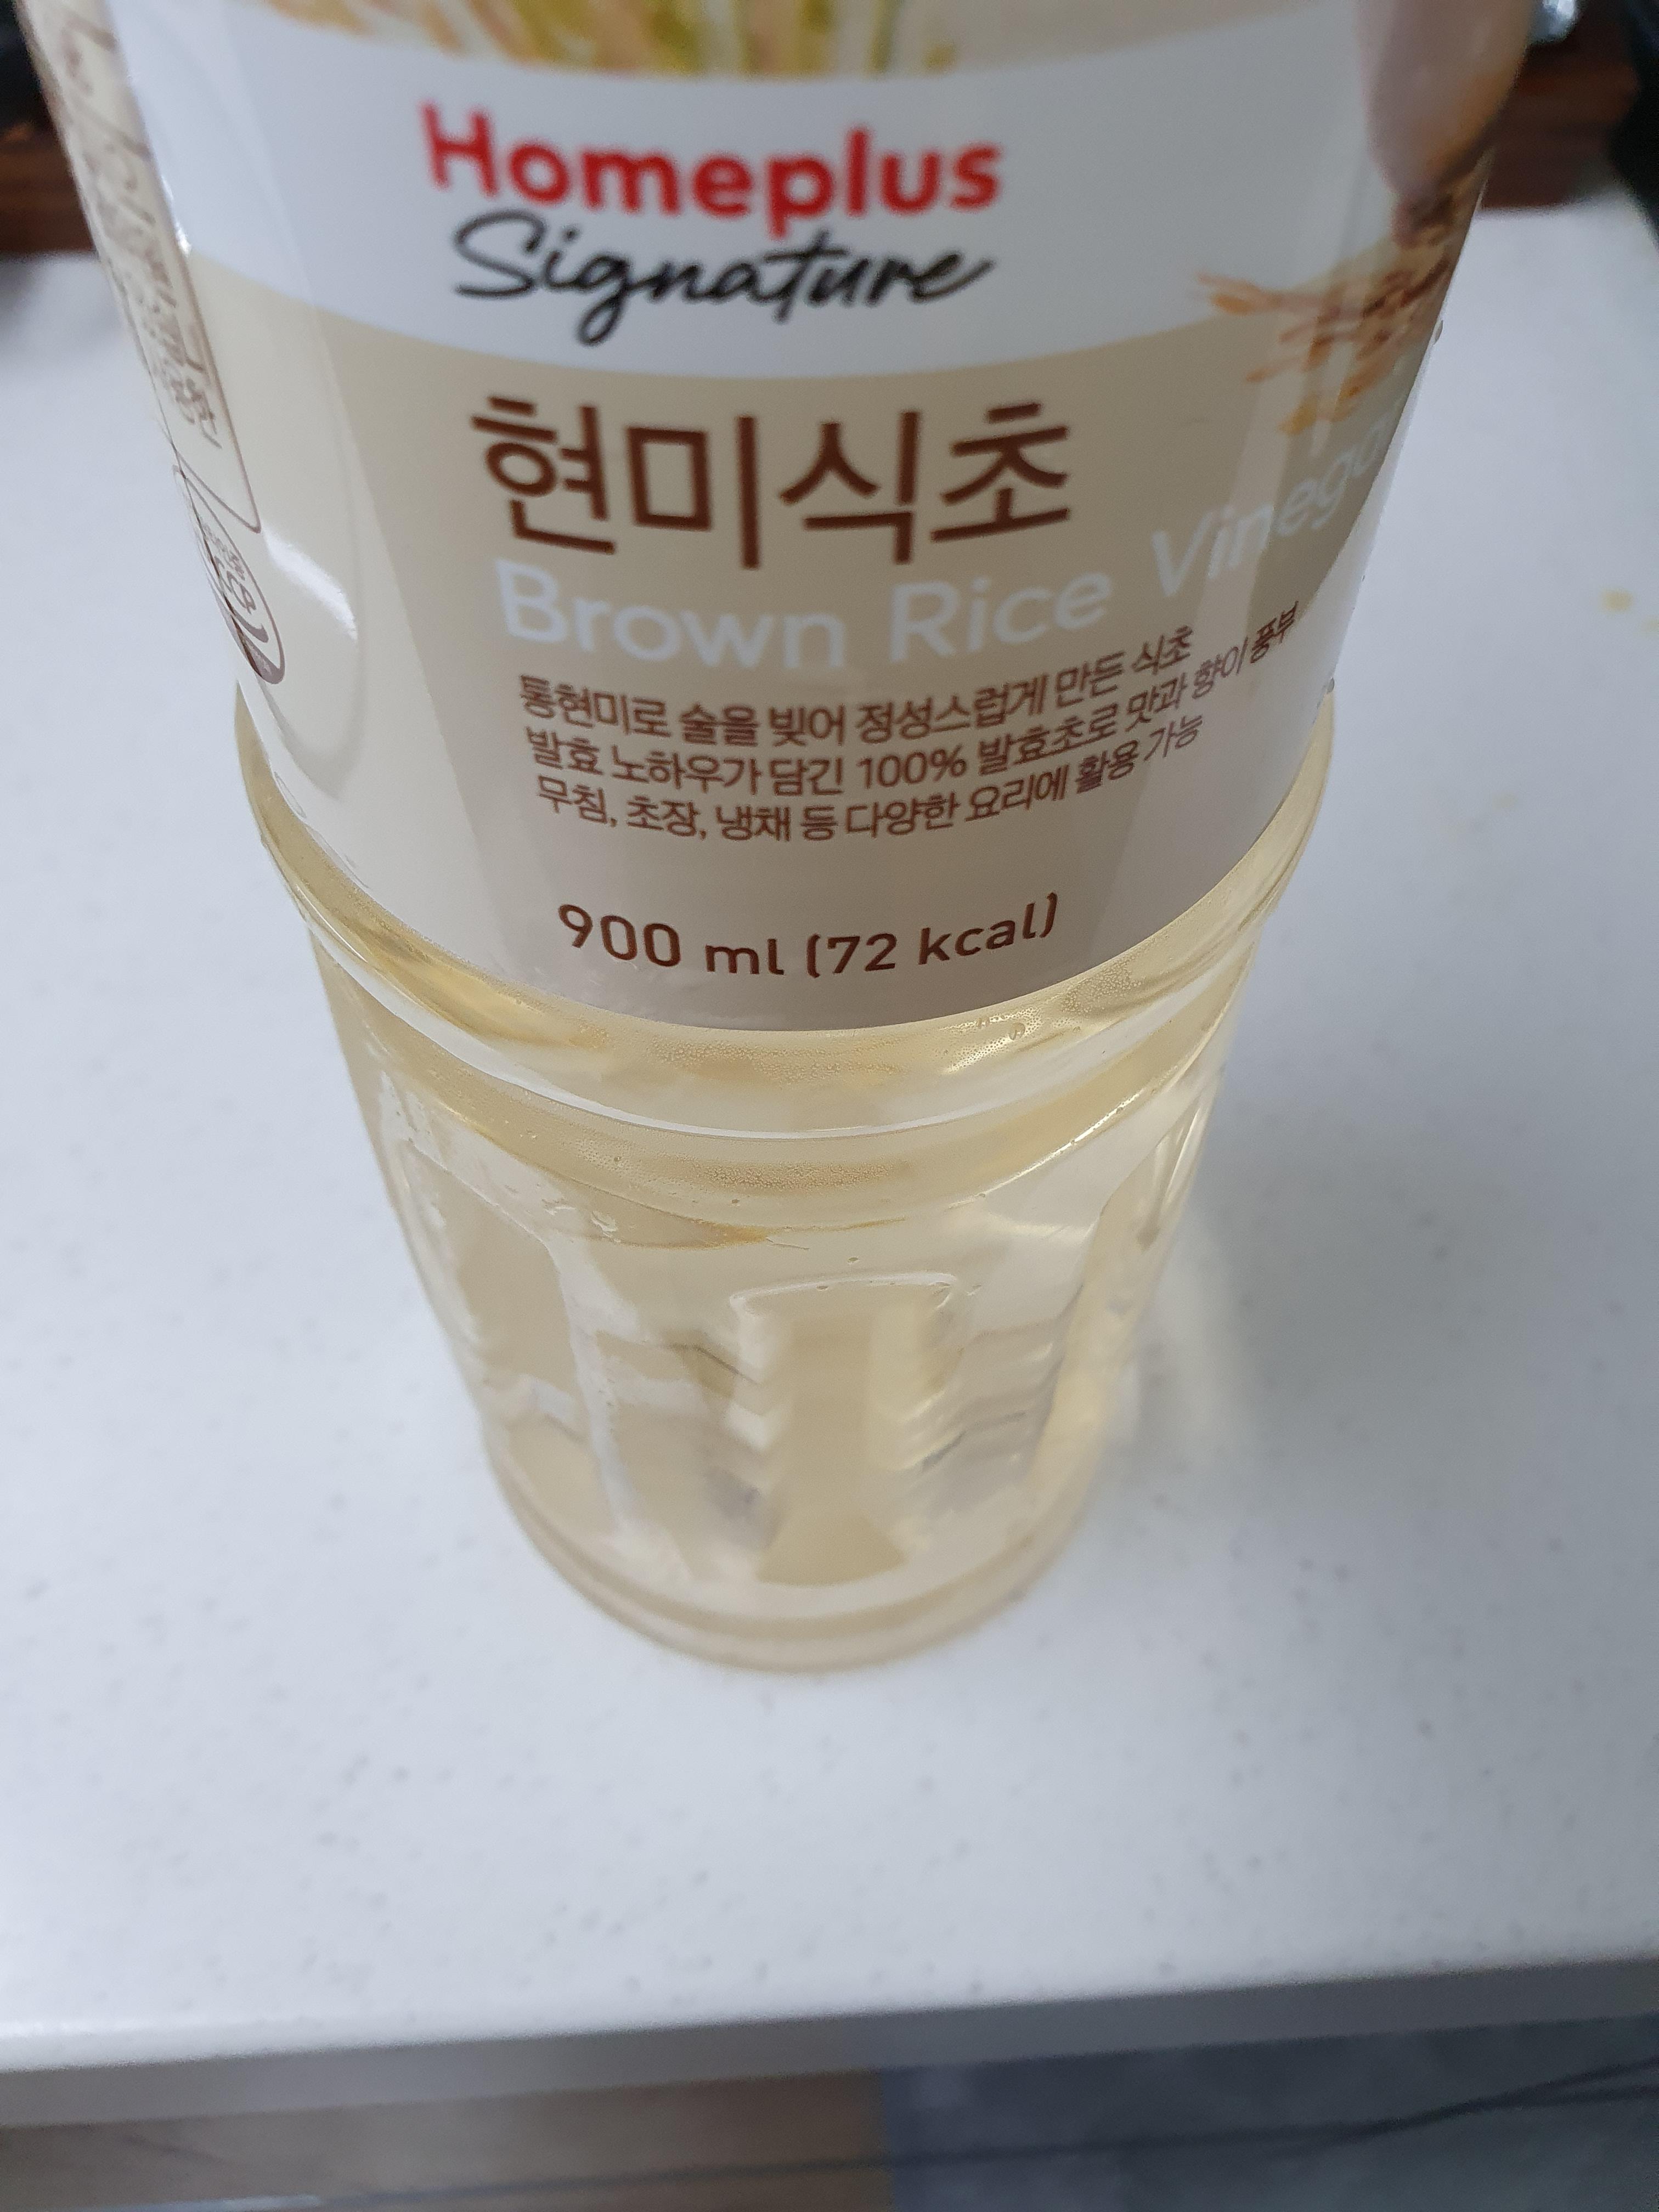 Homeplus
Signature
현미식초
Brown Rice Vinegar
통현미로 술을 빚어 정성스럽게 만든 식초
발효 노하우가 담긴 100% 발효초로 맛과 향이 풍부
무침, 초장, 냉채 등 다양한 요리에 활용 가능
900 ml (72 kcal)